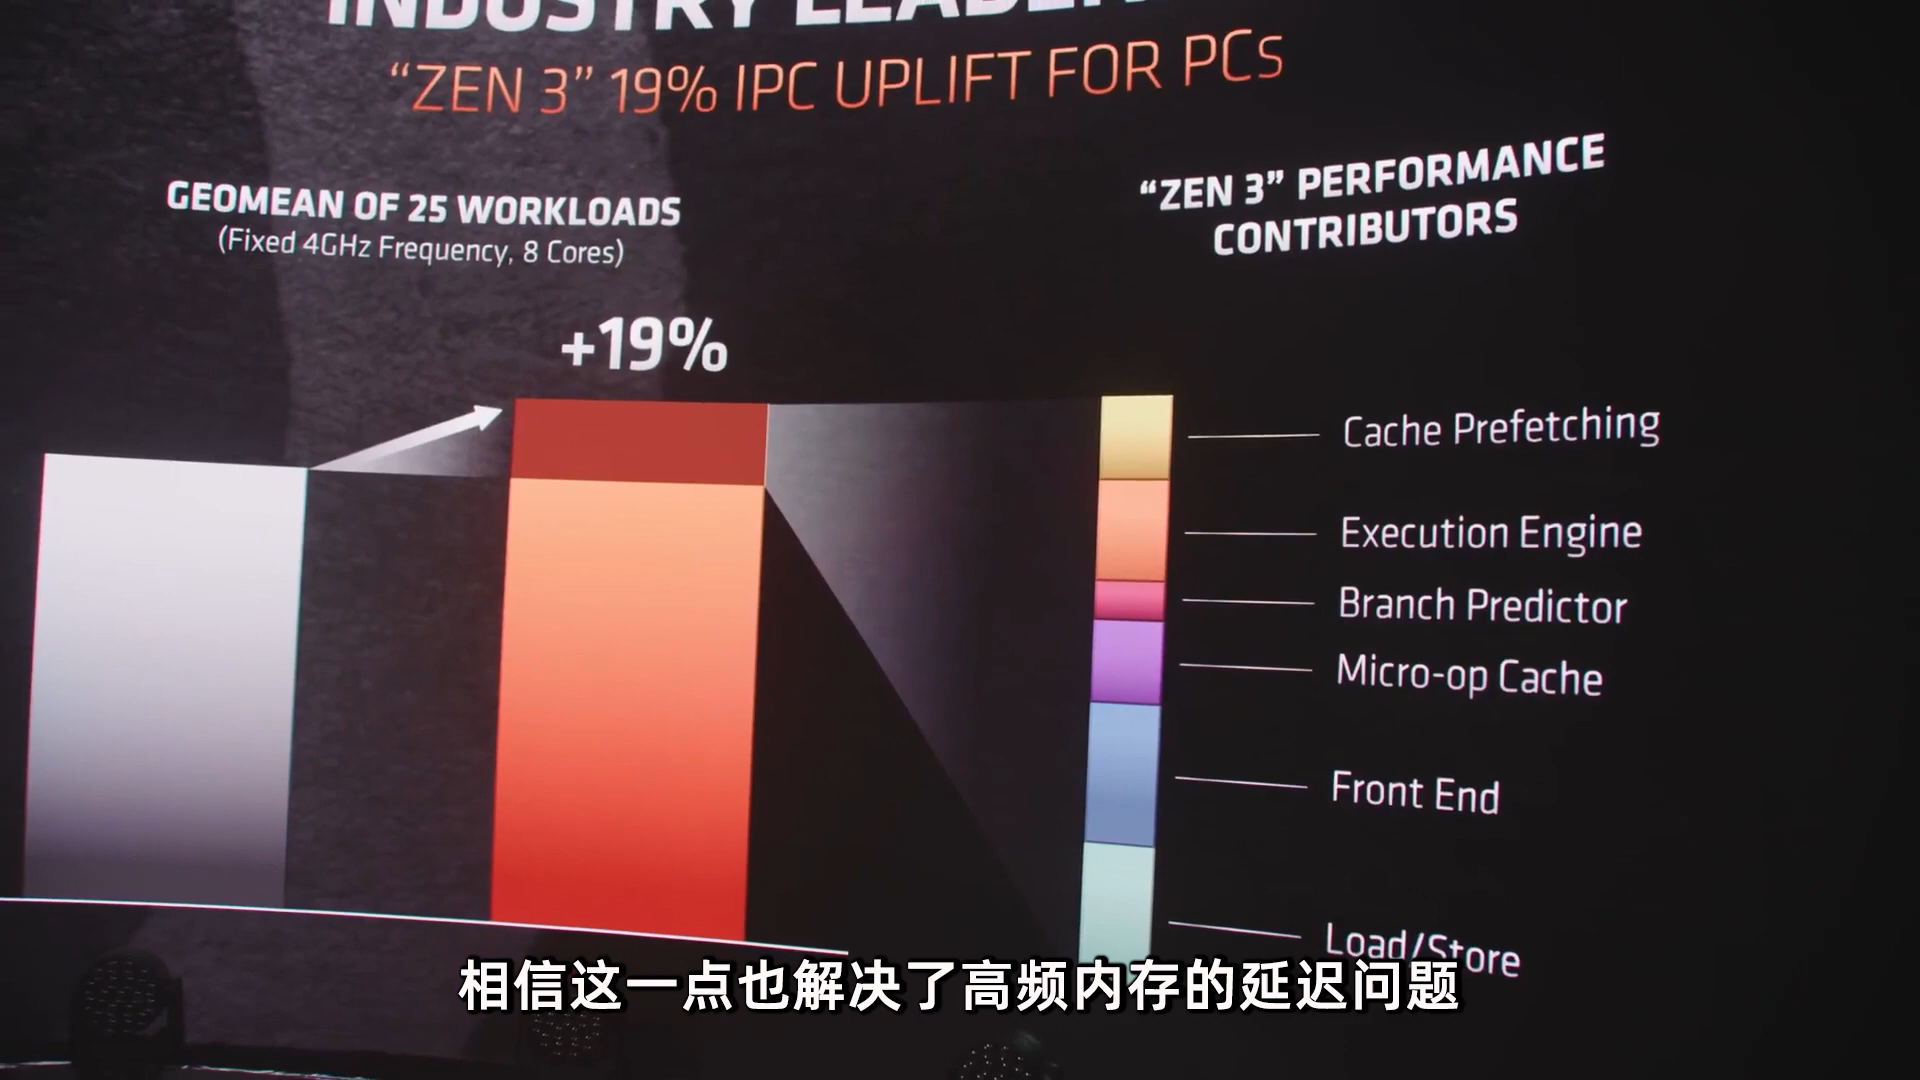 INDUSTRY
"ZEN 3" 19% IPC UPLIFT FOR PCs
GEOMEAN OF 25 WORKLOADS
(Fixed 4GHz Frequency, 8 Cores)
+19%
"ZEN 3" PERFORMANCE
CONTRIBUTORS
Cache Prefetching
Execution Engine
Branch Predictor
Micro-op Cache
Front End
Load/Store
相信这一点也解决了高频内存的延迟问题